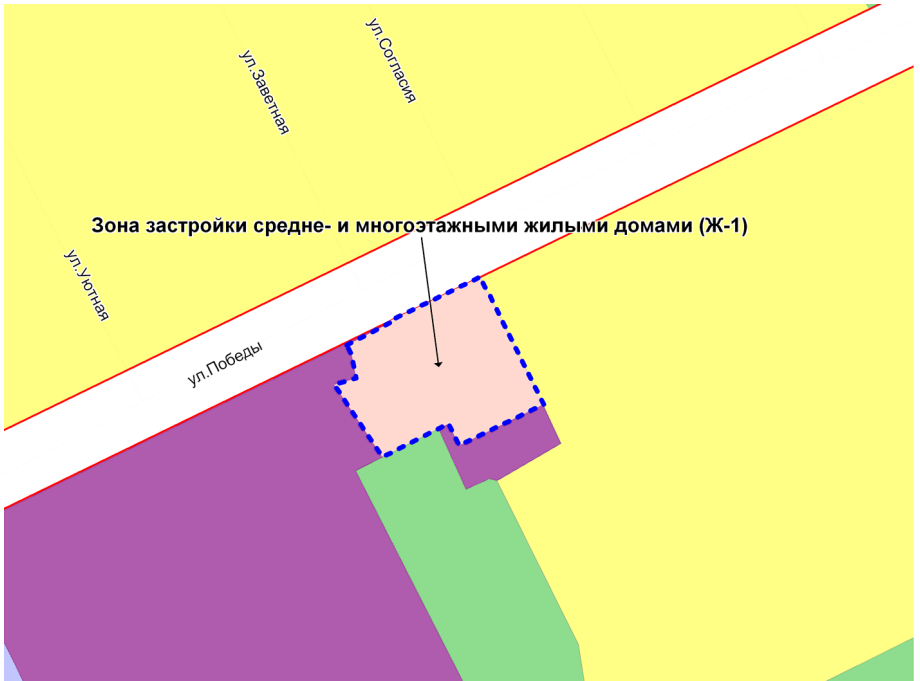 ул.Согласия
ул.Заветная
Зона застройки средне- и многоэтажными жилыми домами (Ж-1)
ул.Уютная
ул.Победы